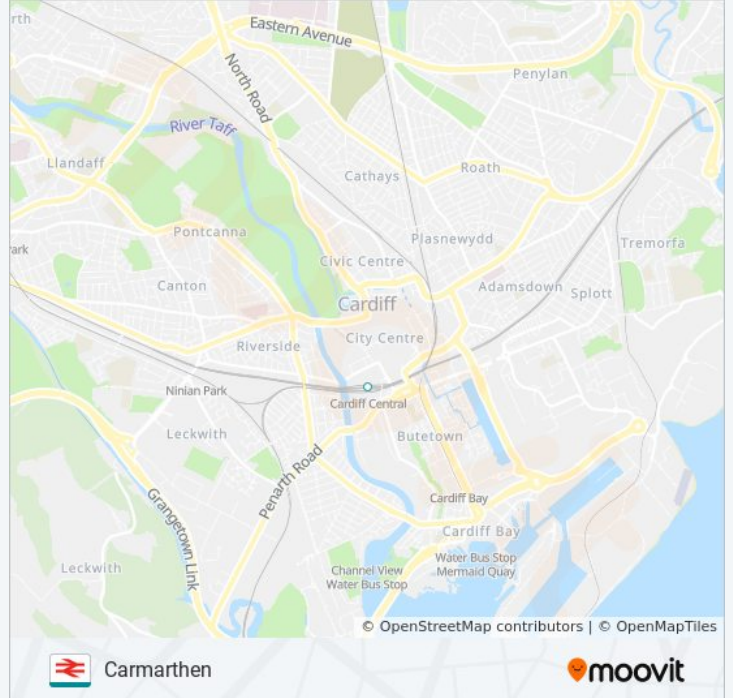 rth
Eastern Avenue
North Road
Penylan
River Taff
Llandaff
Cathays
Roath
Pontcanna
Plasnewydd
Tremorfa
ark
Civic Centre
Canton
Adamsdown
Splott
Cardiff
City Centre
Riverside
Ninian Park
Cardiff Central
Leckwith
Butetown
Penarth Road
Grangetown Link
Cardiff Bay
Cardiff Bay
Water Bus Stop
Mermaid Quay
Leckwith
Channel View
Water Bus Stop
© OpenStreetMap contributors | © OpenMapTiles
Carmarthen
moovit